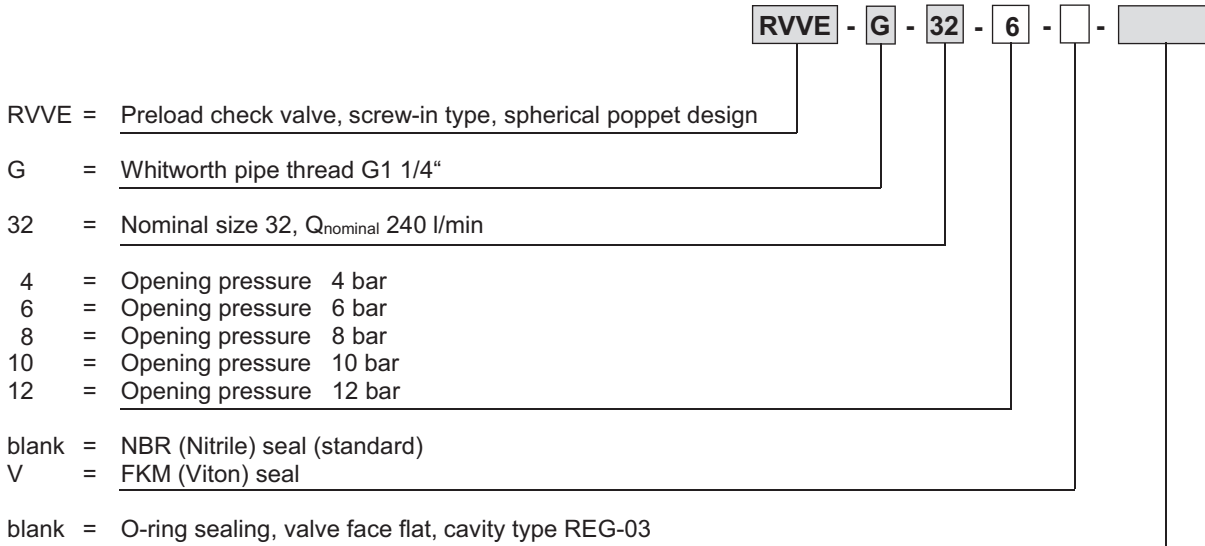 RVVE - G - 32 - 6 - -
RVVE = Preload check valve, screw-in type, spherical poppet design
G = Whitworth pipe thread G1 1/4“
32 = Nominal size 32, Qnominal 240 l/min
4 = Opening pressure 4 bar
6 = Opening pressure 6 bar
8 = Opening pressure 8 bar
10 = Opening pressure 10 bar
12 = Opening pressure 12 bar
blank = NBR (Nitrile) seal (standard)
V = FKM (Viton) seal
blank = O-ring sealing, valve face flat, cavity type REG-03